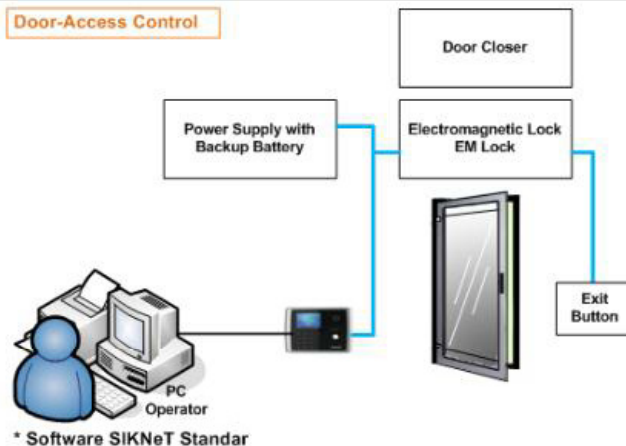 Door-Access Control
Door Closer
Power Supply with
Backup Battery
Electromagnetic Lock
EM Lock
Exit
Button
PC
Operator
* Software SIKNeT Standar